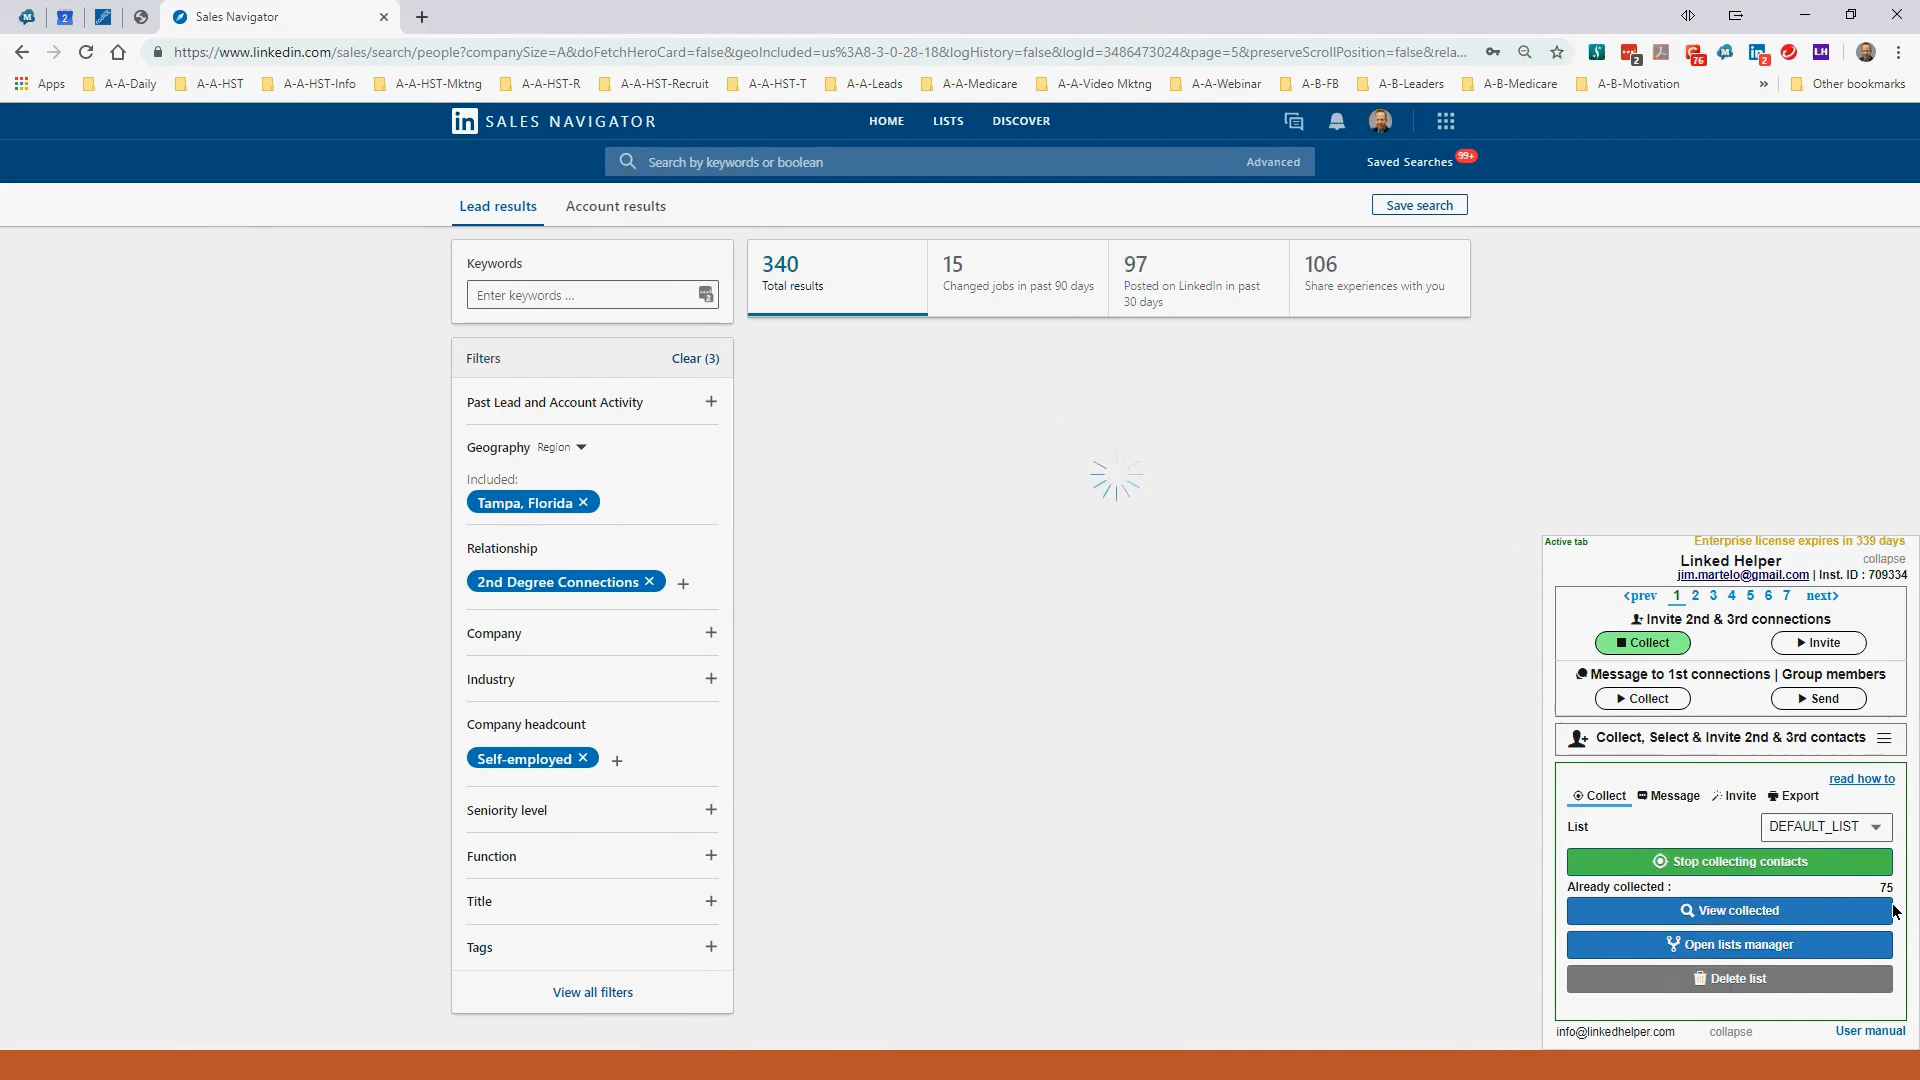 2
Sales Navigator
https://www.linkedin.com/sales/search/people?companySize=A&doFetchHeroCard=false&geoIncluded=us%3A8-3-0-28-18&logHistory=false&logId=3486473024&page=5&preserveScrollPosition=false&rela...
2
76
2
LH
Apps
A-A-Daily
A-A-HST
A-A-HST-Info
A-A-HST-Mktng
A-A-HST-R
A-A-HST-Recruit
A-A-HST-T
A-A-Leads
A-A-Medicare
A-A-Video Mktng
A-A-Webinar
A-B-FB
A-B-Leaders
A-B-Medicare
A-B-Motivation
»
Other bookmarks
in SALES NAVIGATOR
HOME
LISTS
DISCOVER
Search by keywords or boolean
Advanced
Saved Searches 99+
Lead results
Account results
Save search
Keywords
Enter keywords ...
2
340
Total results
15
Changed jobs in past 90 days
97
Posted on LinkedIn in past
30 days
106
Share experiences with you
Filters
Clear (3)
Past Lead and Account Activity +
Geography Region
Included:
Tampa, Florida ×
Relationship
2nd Degree Connections × +
Company +
Industry +
Company headcount
Self-employed × +
Seniority level +
Function +
Title +
Tags +
View all filters
Active tab
Enterprise license expires in 339 days
Linked Helper
collapse
jim.martelo@gmail.com | Inst. ID : 709334
‹prev 1 2 3 4 5 6 7 next›
Invite 2nd & 3rd connections
Collect
Invite
Message to 1st connections | Group members
Collect
Send
Collect, Select & Invite 2nd & 3rd contacts
read how to
Collect
Message
Invite
Export
List
DEFAULT_LIST
Stop collecting contacts
Already collected : 75
View collected
Open lists manager
Delete list
info@linkedhelper.com
collapse
User manual